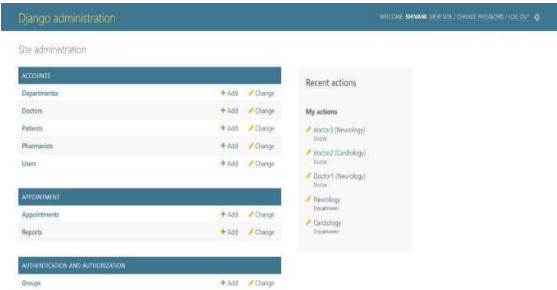 Django administration
WELCOME, SHIVANI. VIEW SITE / CHANGE PASSWORD / LOG OUT
Site administration
ACCOUNTS
Departmentss + Add Change
Doctors + Add Change
Patients + Add Change
Pharmacists + Add Change
Users + Add Change
APPOINTMENT
Appointments + Add Change
Reports + Add Change
AUTHENTICATION AND AUTHORIZATION
Groups + Add Change
Recent actions
My actions
doctor3 (Neurology)
Doctor
doctor2 (Cardiology)
Doctor
Doctor1 (Neurology)
Doctor
Neurology
Departments
Cardiology
Departments